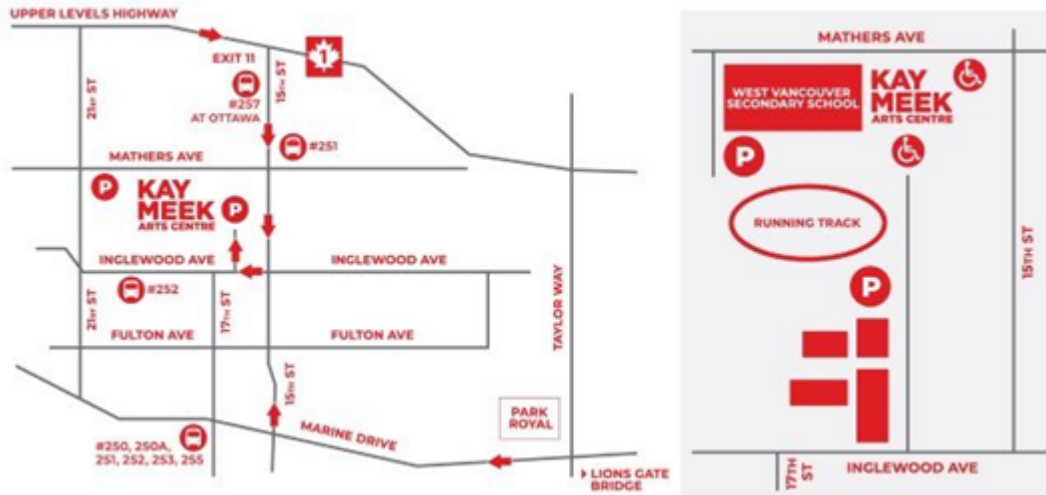 UPPER LEVELS HIGHWAY
EXIT 11
1
#257
AT OTTAWA
15TH ST
21ST ST
#251
MATHERS AVE
P
KAY
MEEK
ARTS CENTRE
P
INGLEWOOD AVE
INGLEWOOD AVE
#252
21ST ST
17TH ST
FULTON AVE
FULTON AVE
TAYLOR WAY
15TH ST
PARK
ROYAL
MARINE DRIVE
#250, 250A,
251, 252, 253, 255
LIONS GATE
BRIDGE
MATHERS AVE
WEST VANCOUVER
SECONDARY SCHOOL
KAY
MEEK
ARTS CENTRE
P
RUNNING TRACK
15TH ST
P
17TH
ST
INGLEWOOD AVE